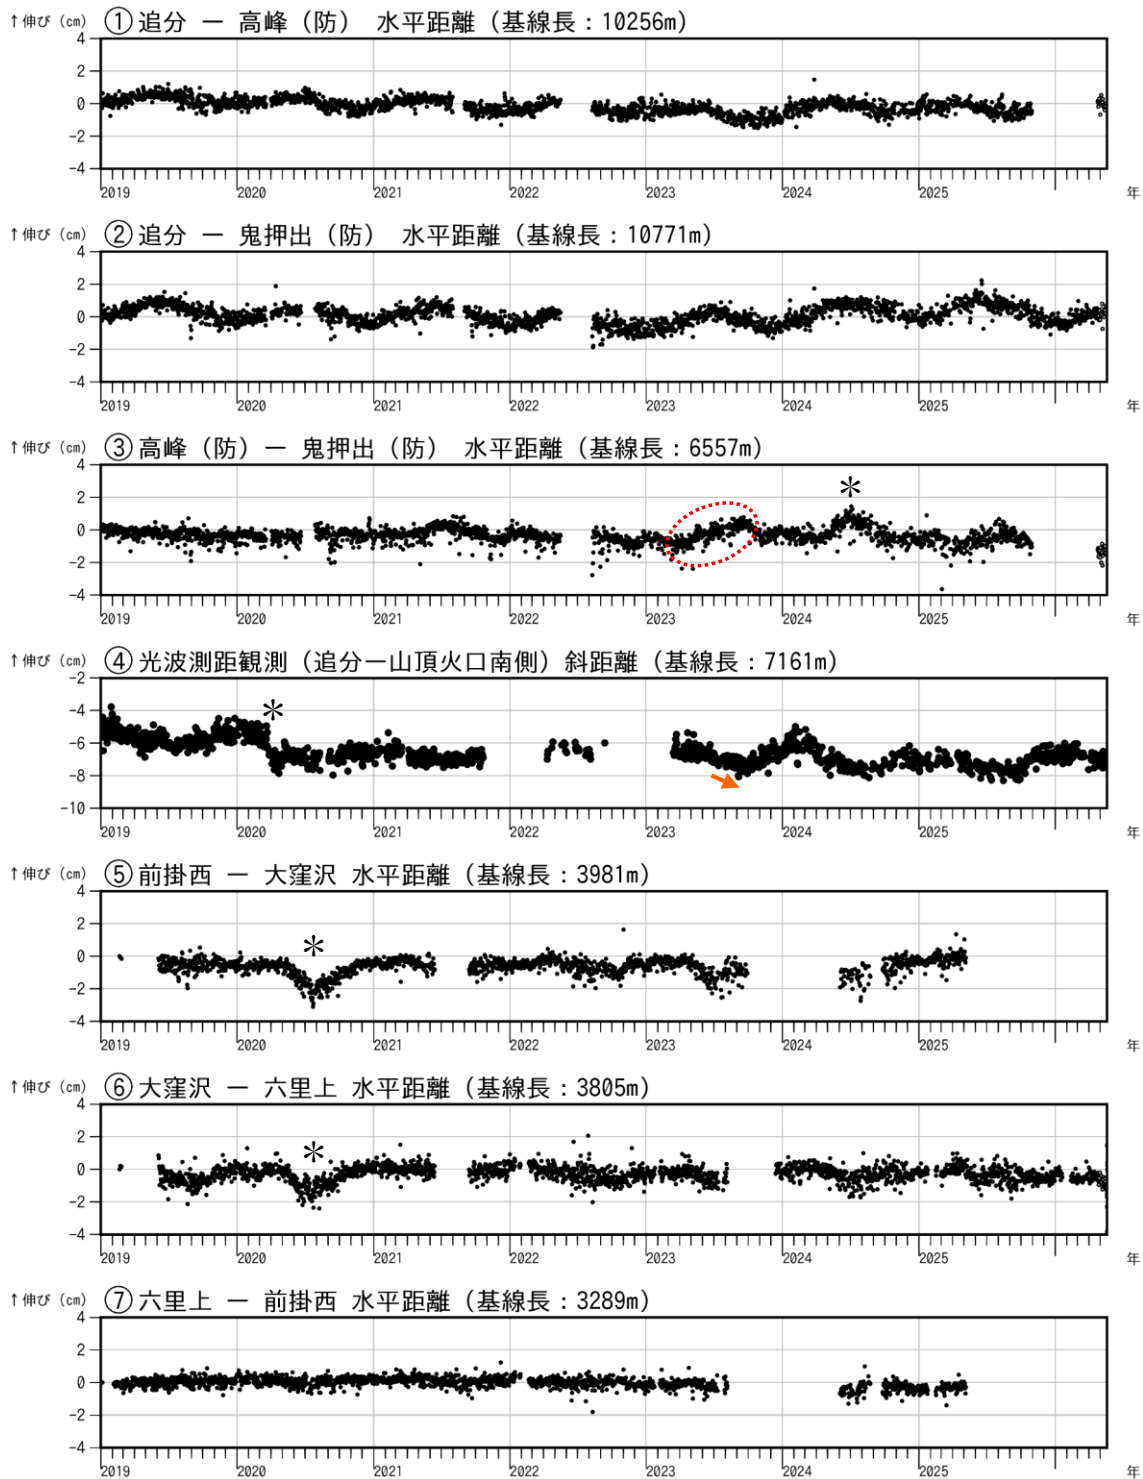 ↑伸び (cm) ①追分 ー 高峰（防） 水平距離（基線長：10256m）
4
2
0
-2
-4
2019 2020 2021 2022 2023 2024 2025 年
↑伸び (cm) ②追分 ー 鬼押出（防） 水平距離（基線長：10771m）
4
2
0
-2
-4
2019 2020 2021 2022 2023 2024 2025 年
↑伸び (cm) ③高峰（防）ー 鬼押出（防） 水平距離（基線長：6557m）
4
2
0
-2
-4
＊
2019 2020 2021 2022 2023 2024 2025 年
↑伸び (cm) ④光波測距観測（追分ー山頂火口南側）斜距離（基線長：7161m）
-2
-4
-6
-8
-10
＊
2019 2020 2021 2022 2023 2024 2025 年
↑伸び (cm) ⑤前掛西 ー 大窪沢 水平距離（基線長：3981m）
4
2
0
-2
-4
＊
2019 2020 2021 2022 2023 2024 2025 年
↑伸び (cm) ⑥大窪沢 ー 六里上 水平距離（基線長：3805m）
4
2
0
-2
-4
＊
2019 2020 2021 2022 2023 2024 2025 年
↑伸び (cm) ⑦六里上 ー 前掛西 水平距離（基線長：3289m）
4
2
0
-2
-4
2019 2020 2021 2022 2023 2024 2025 年